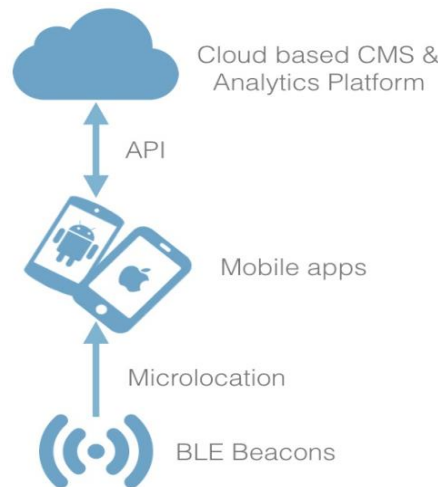 Cloud based CMS &
Analytics Platform
API
Mobile apps
Microlocation
BLE Beacons